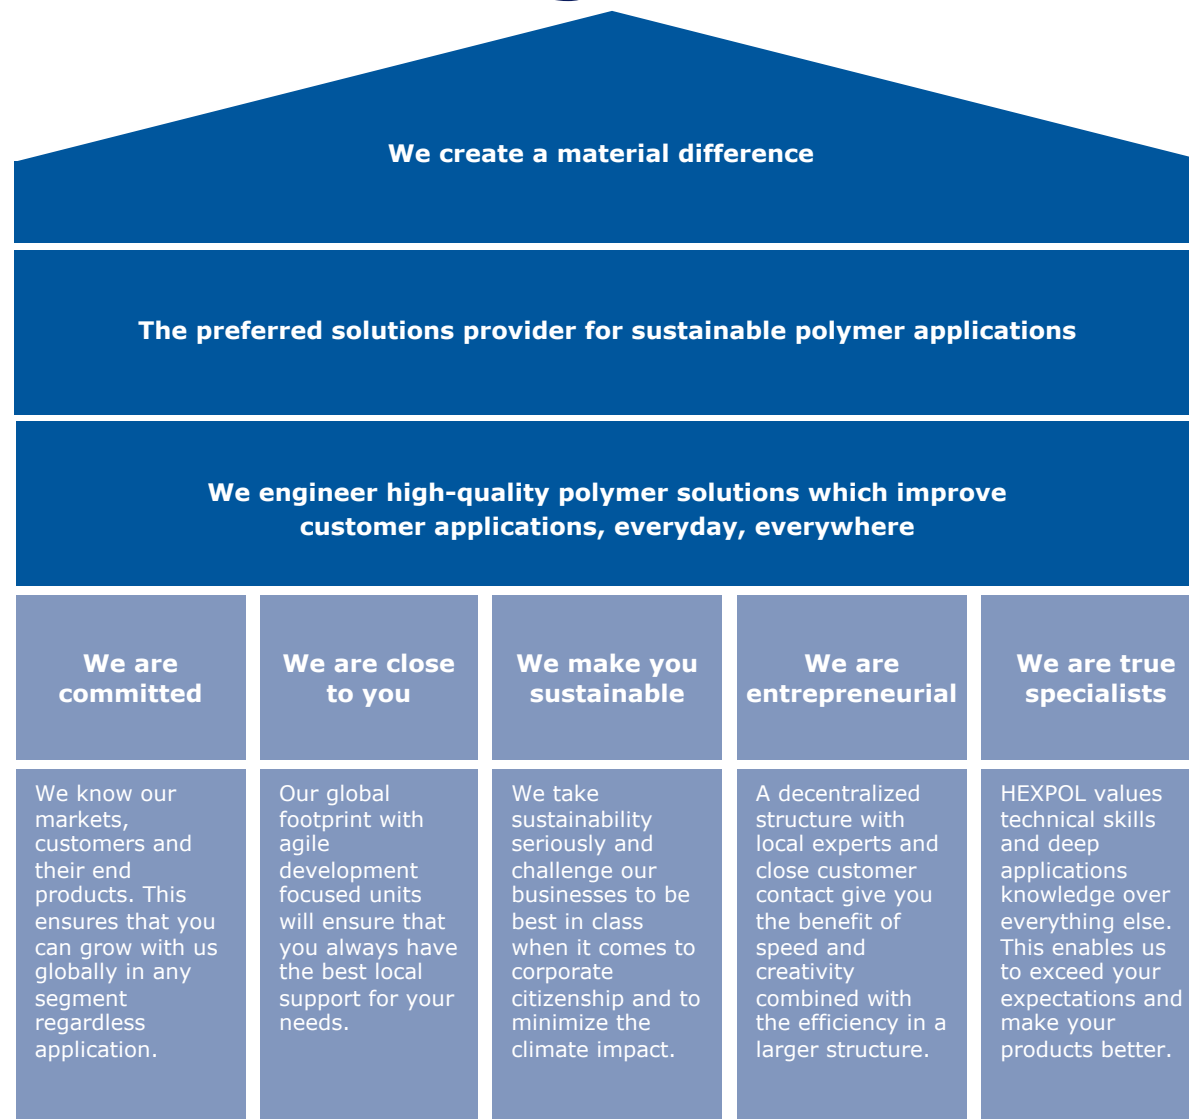 We create a material difference
The preferred solutions provider for sustainable polymer applications
We engineer high-quality polymer solutions which improve
customer applications, everyday, everywhere
We are
committed
We are close
to you
We make you
sustainable
We are
entrepreneurial
We are true
specialists
We know our
markets,
customers and
their end
products. This
ensures that you
can grow with us
globally in any
segment
regardless
application.
Our global
footprint with
agile
development
focused units
will ensure that
you always have
the best local
support for your
needs.
We take
sustainability
seriously and
challenge our
businesses to be
best in class
when it comes to
corporate
citizenship and to
minimize the
climate impact.
A decentralized
structure with
local experts and
close customer
contact give you
the benefit of
speed and
creativity
combined with
the efficiency in a
larger structure.
HEXPOL values
technical skills
and deep
applications
knowledge over
everything else.
This enables us
to exceed your
expectations and
make your
products better.